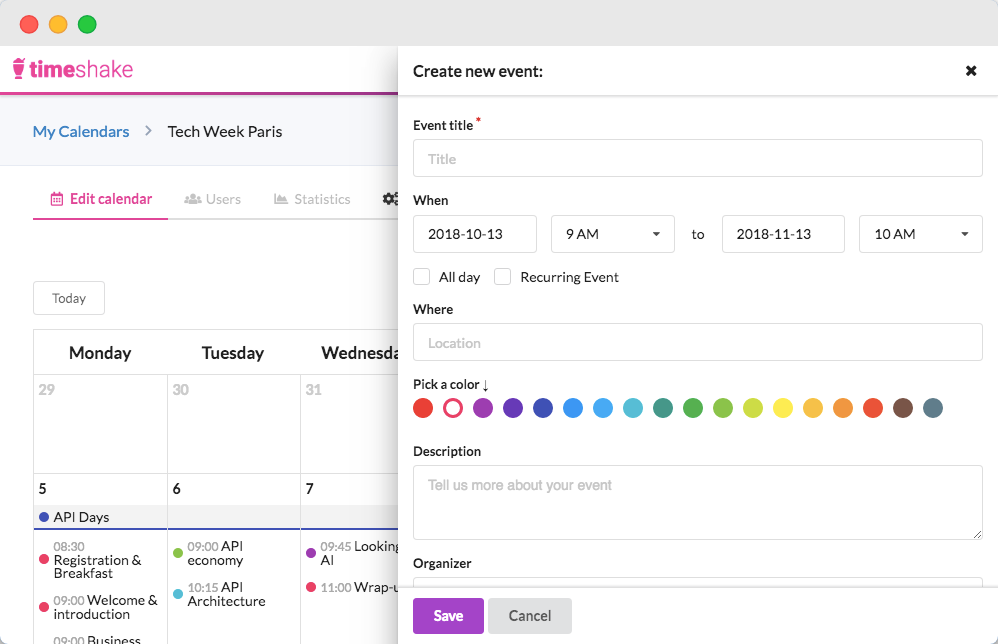 timeshake
My Calendars > Tech Week Paris
Edit calendar Users Statistics
Today
Monday Tuesday Wednesda
29 30 31
5 6 7
API Days
08:30
Registration &
Breakfast
09:00 Welcome &
introduction
09:00 Business
09:00 API
economy
10:15 API
Architecture
09:45 Looking
AI
11:00 Wrap-u
Create new event: ✖
Event title *
Title
When
2018-10-13 9 AM to 2018-11-13 10 AM
All day Recurring Event
Where
Location
Pick a color ↓
Description
Tell us more about your event
Organizer
Save Cancel